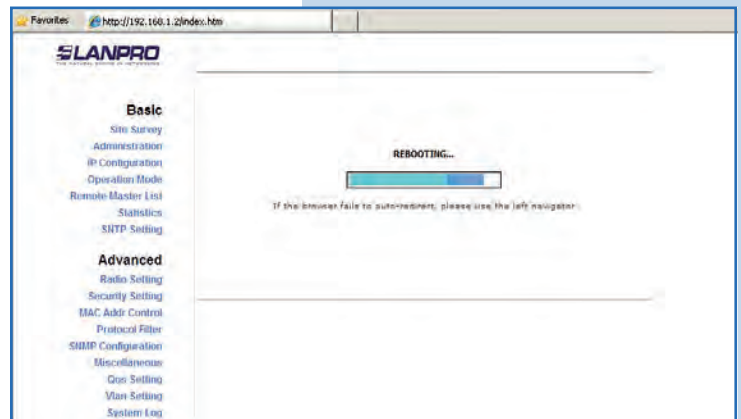 Favorites
http://192.168.1.2/index.htm
LANPRO
Basic
Site Survey
Administration
IP Configuration
Operation Mode
Remote Master List
Statistics
SNTP Setting
REBOOTING...
If the browser fails to auto-redirect, please use the left navigator
Advanced
Radio Setting
Security Setting
MAC Addr Control
Protocol Filter
SNMP Configuration
Miscellaneous
Qos Setting
Vlan Setting
System Log